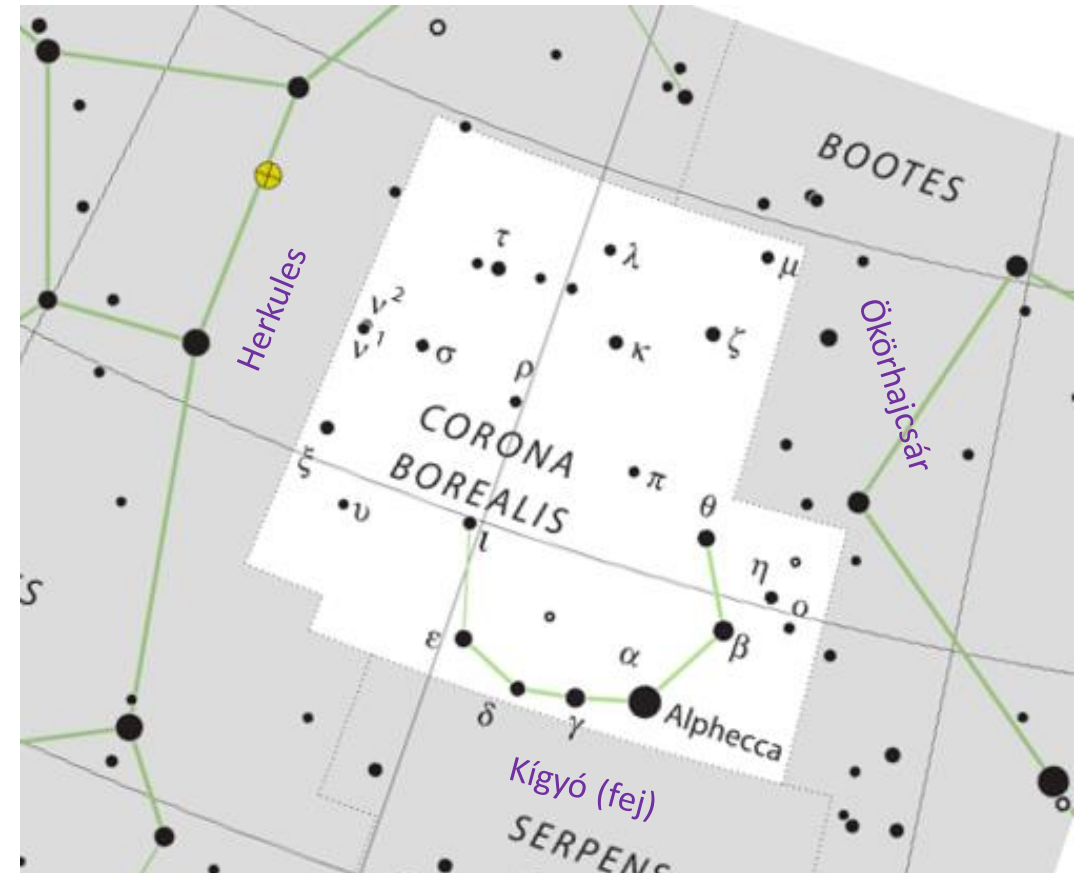 BOOTES
τ
λ
μ
Herkules
ν²
ν¹
σ
κ
ζ
Ökörhajcsár
ρ
CORONA
BOREALIS
ξ
π
υ
θ
ι
η
ο
S
ε
α
β
δ
γ
Alphecca
Kígyó (fej)
SERPENS